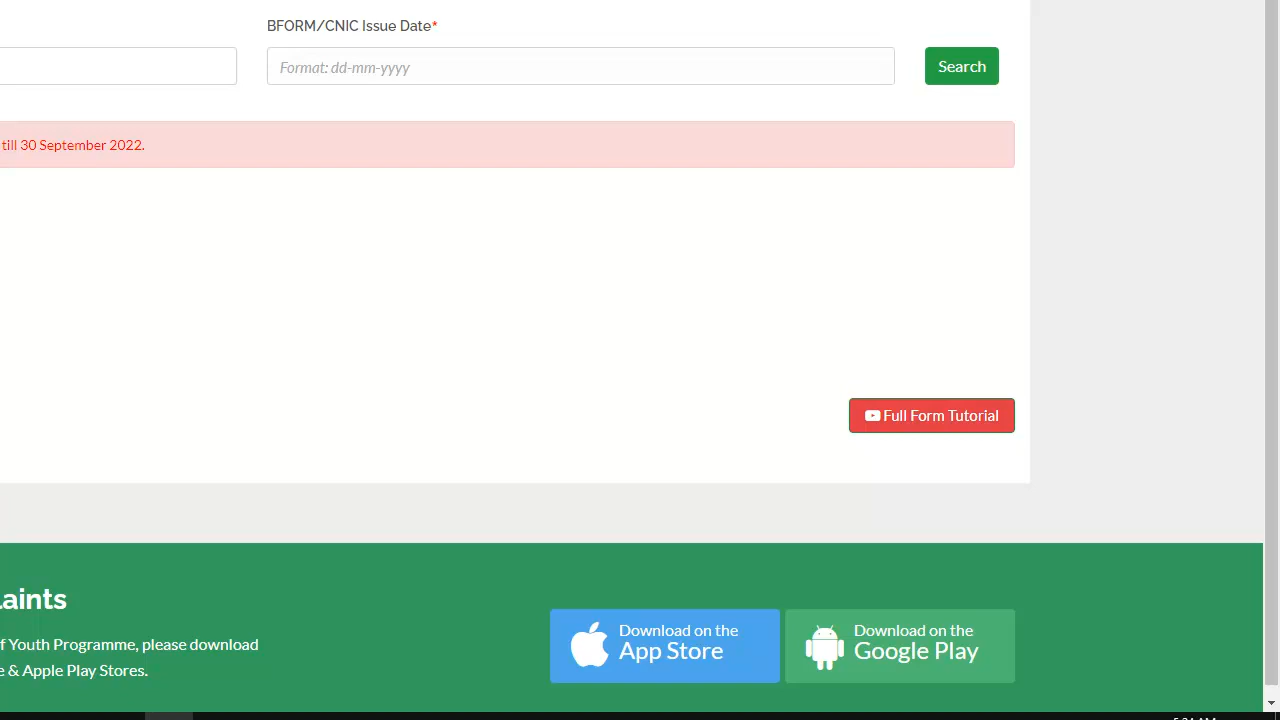 BFORM/CNIC Issue Date*
Format: dd-mm-yyyy
Search
till 30 September 2022.
Full Form Tutorial
aints
f Youth Programme, please download
e & Apple Play Stores.
Download on the
App Store
Download on the
Google Play